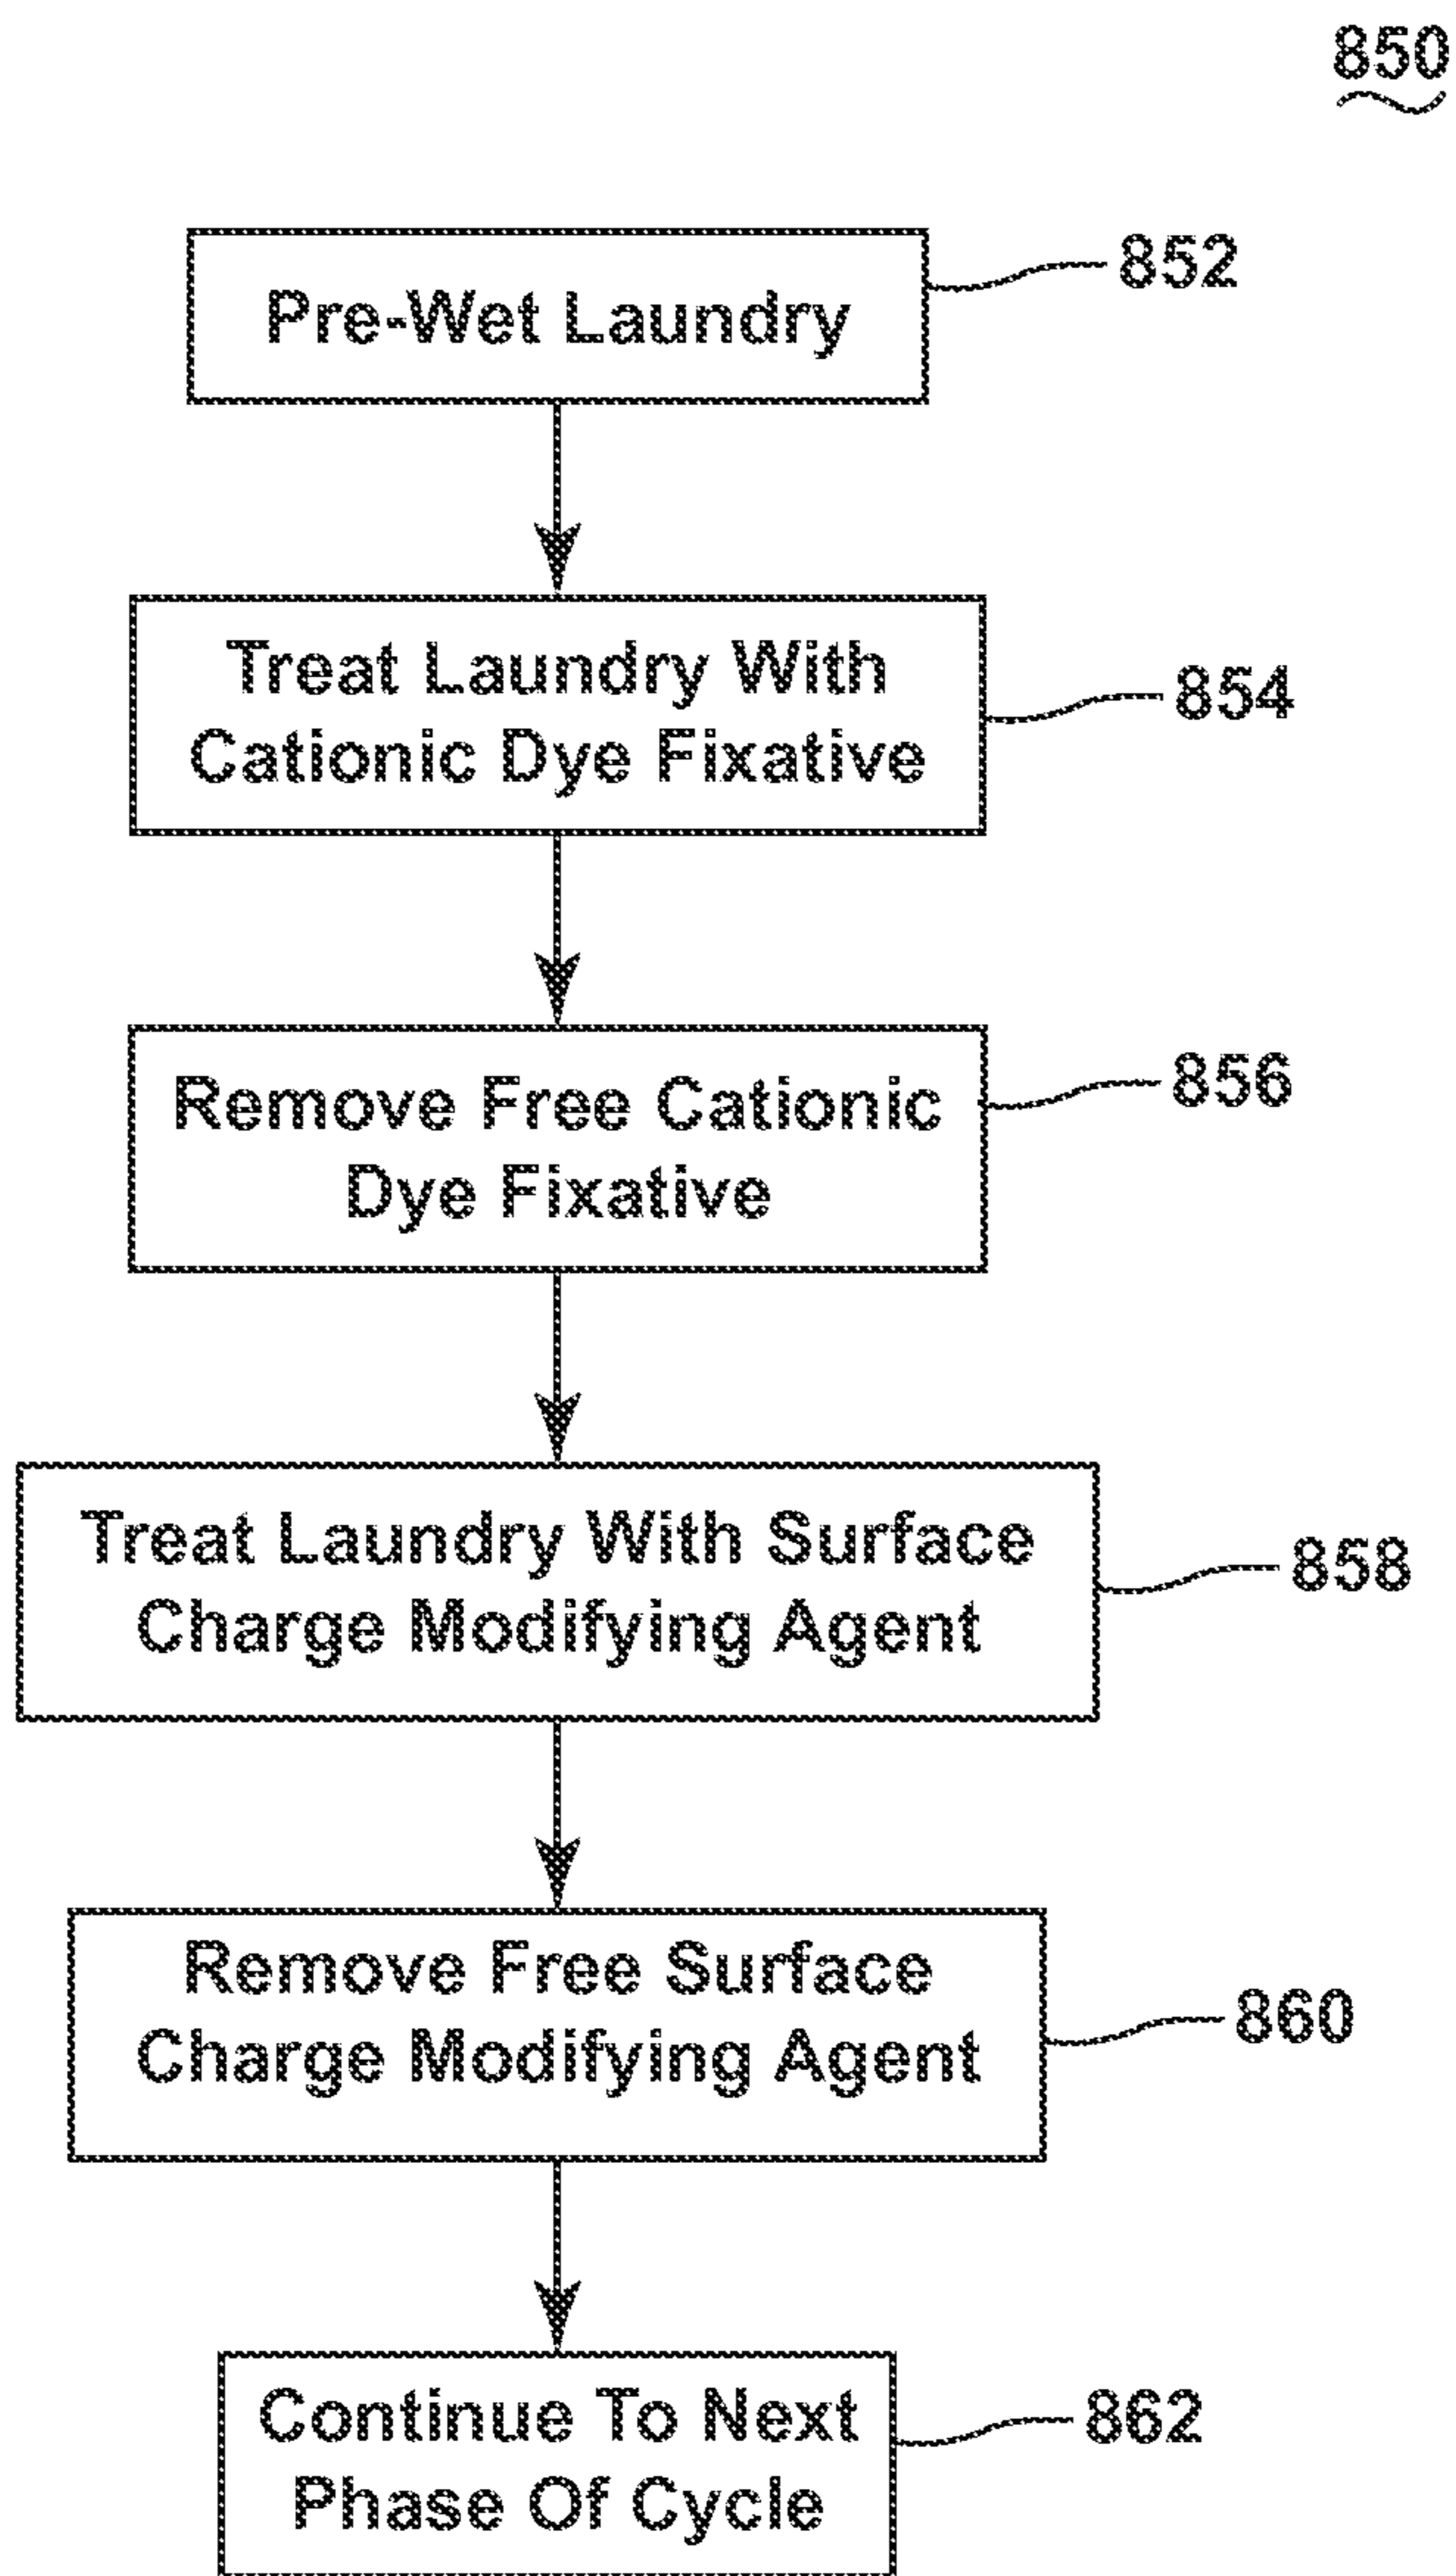 850
Pre-Wet Laundry
852
Treat Laundry With
Cationic Dye Fixative
854
Remove Free Cationic
Dye Fixative
856
Treat Laundry With Surface
Charge Modifying Agent
858
Remove Free Surface
Charge Modifying Agent
860
Continue To Next
Phase Of Cycle
862